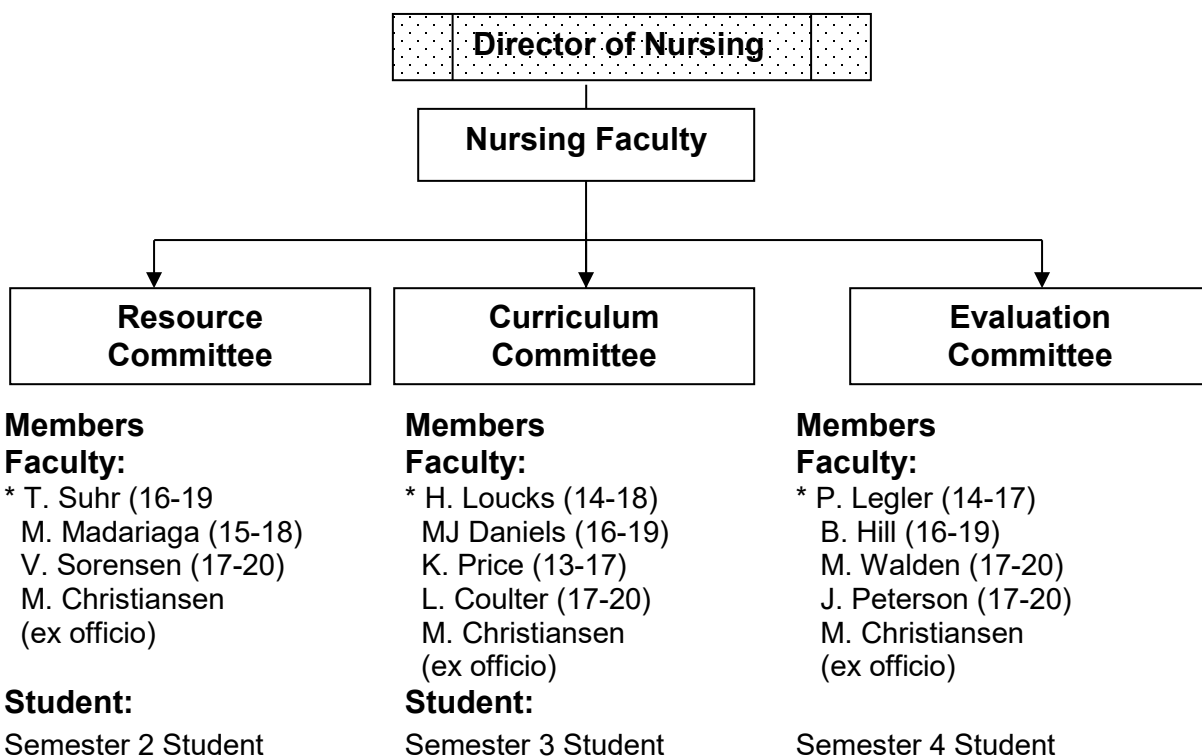 Director of Nursing
Nursing Faculty
Resource
Committee
Curriculum
Committee
Evaluation
Committee
Members
Faculty:
* T. Suhr (16-19
M. Madariaga (15-18)
V. Sorensen (17-20)
M. Christiansen
(ex officio)
Student:
Semester 2 Student
Members
Faculty:
* H. Loucks (14-18)
MJ Daniels (16-19)
K. Price (13-17)
L. Coulter (17-20)
M. Christiansen
(ex officio)
Student:
Semester 3 Student
Members
Faculty:
* P. Legler (14-17)
B. Hill (16-19)
M. Walden (17-20)
J. Peterson (17-20)
M. Christiansen
(ex officio)
Semester 4 Student